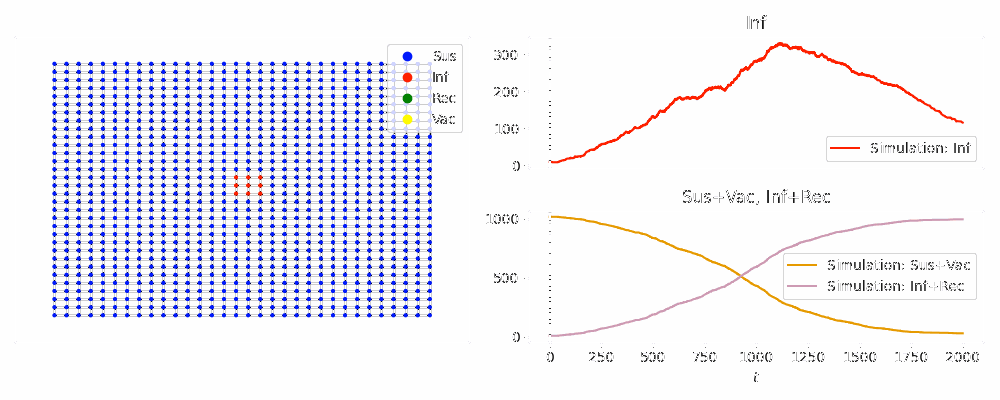 Sus
Inf
Rec
Vac
Inf
300
200
100
0
Simulation: Inf
Sus+Vac, Inf+Rec
1000
500
0
Simulation: Sus+Vac
Simulation: Inf+Rec
0 250 500 750 1000 1250 1500 1750 2000
t